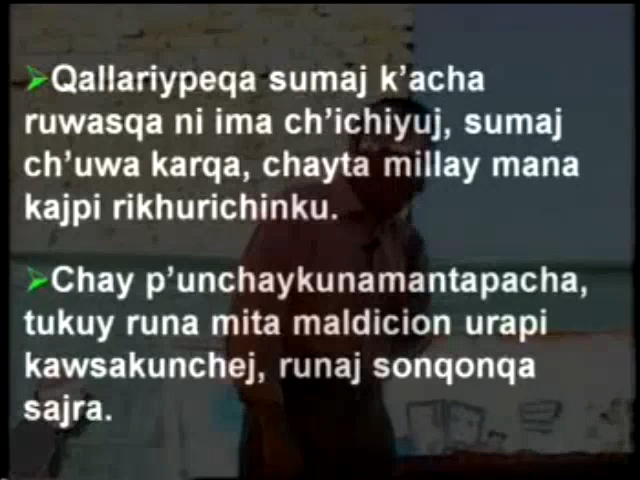 ➢Qallariypeqa sumaj k’acha
ruwasqa ni ima ch’ichiyuj, sumaj
ch’uwa karqa, chayta millay mana
kajpi rikhurichinku.
➢Chay p’unchaykunamantapacha,
tukuy runa mita maldicion urapi
kawsakunchej, runaj sonqonqa
sajra.